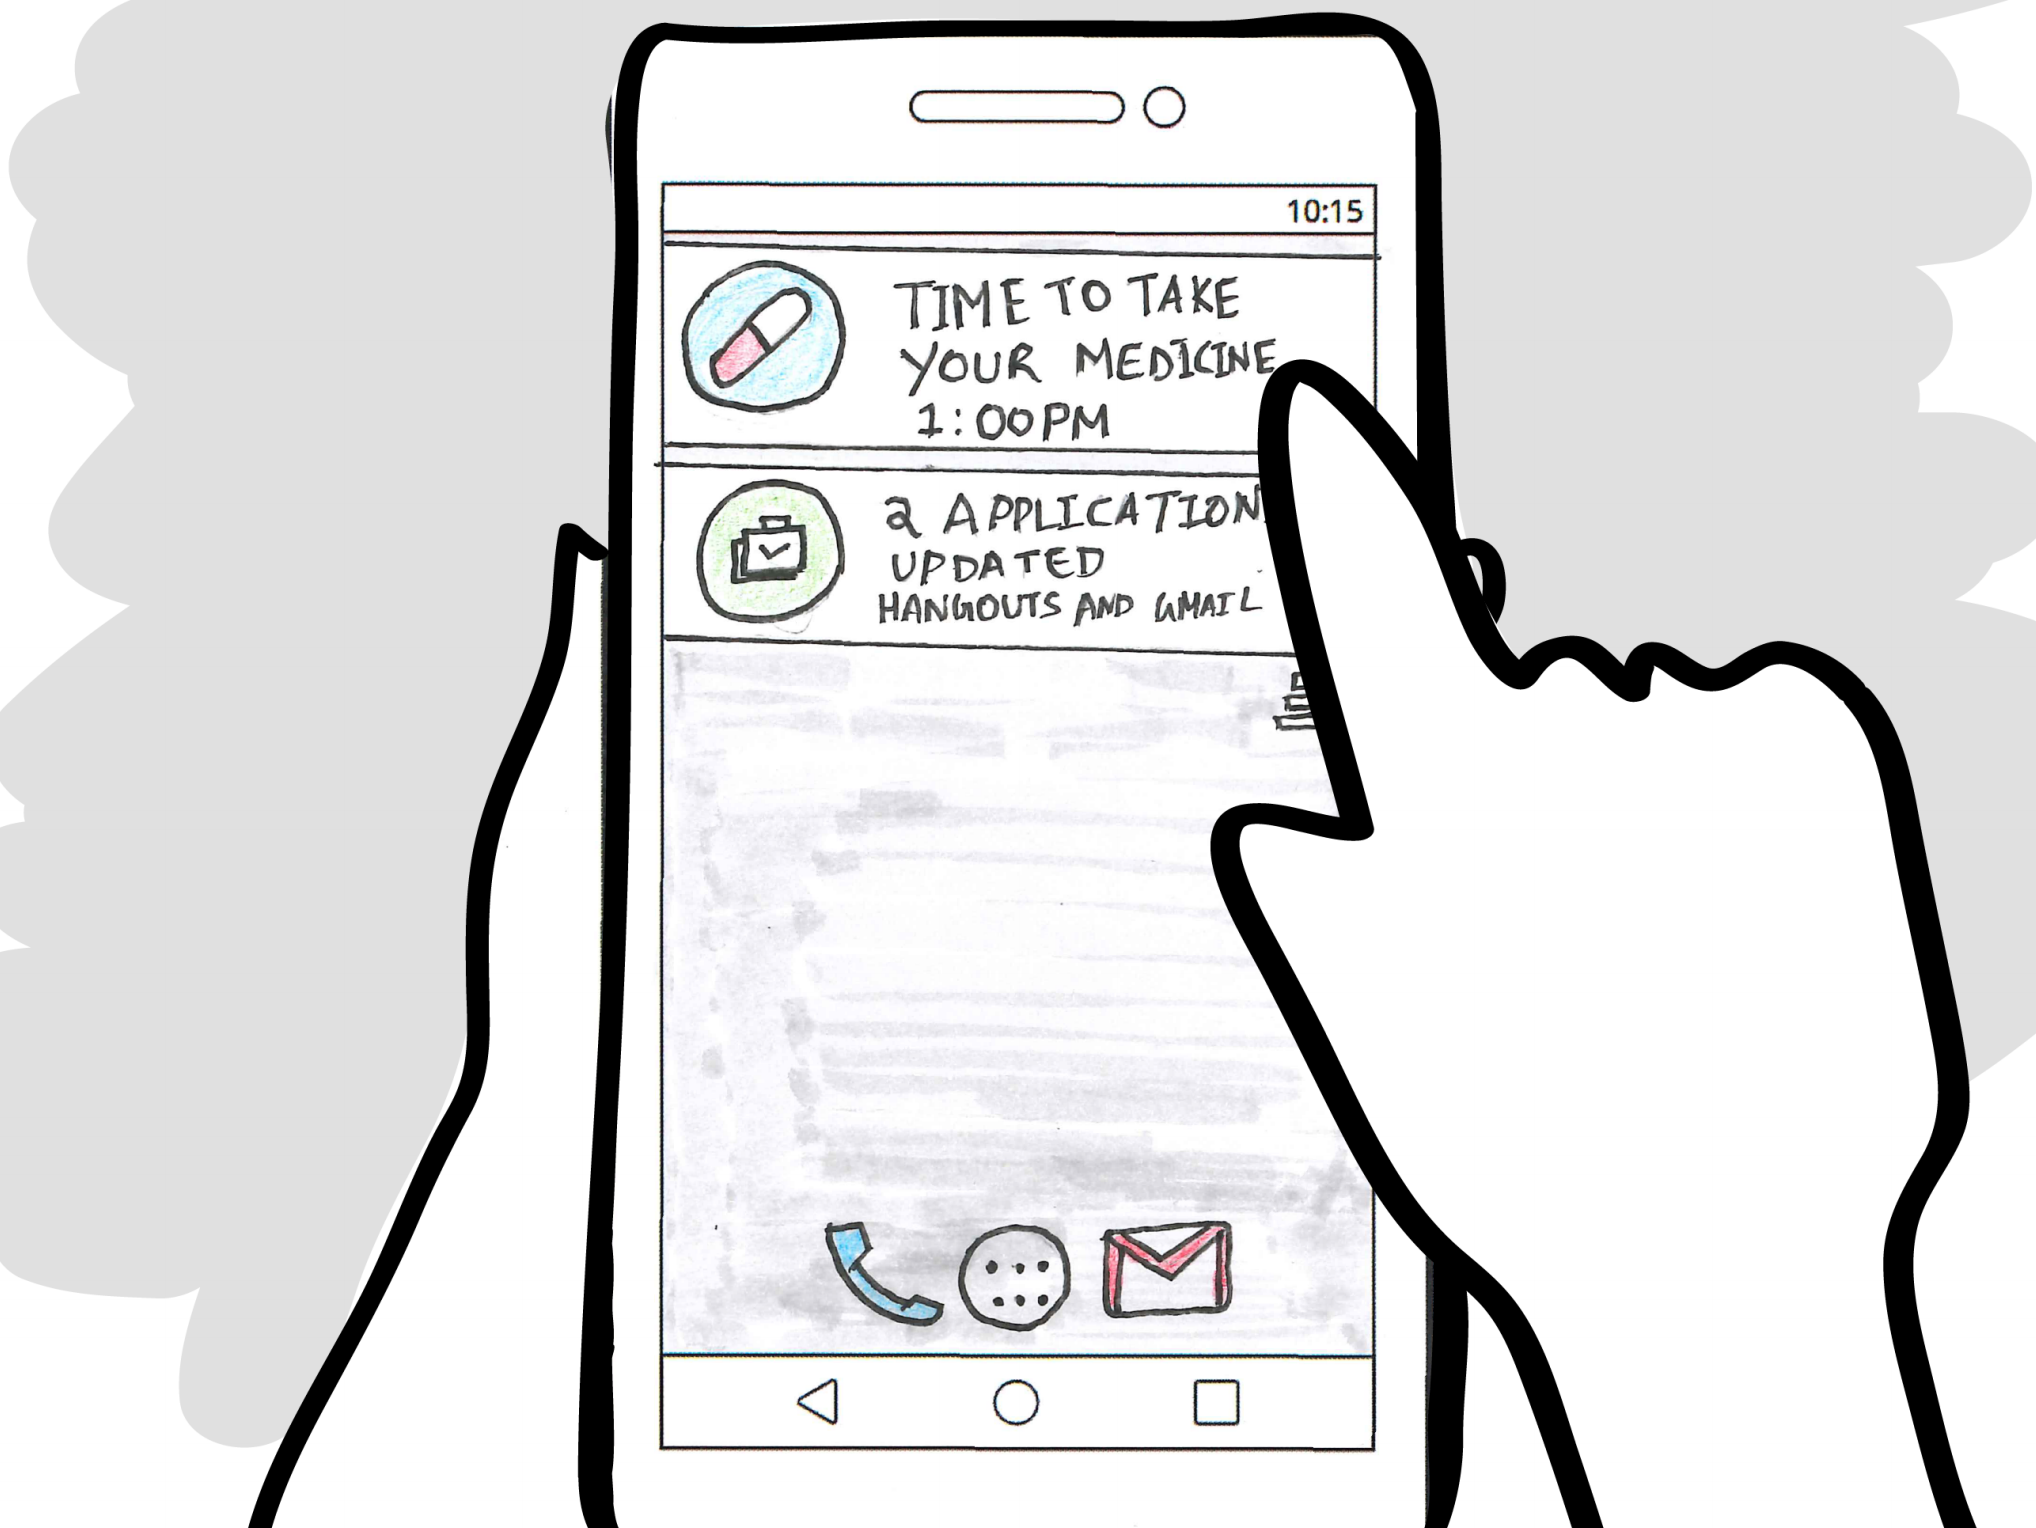 10:15
TIME TO TAKE
YOUR MEDICINE
1:00PM
2 APPLICATION
UPDATED
HANGOUTS AND GMAIL